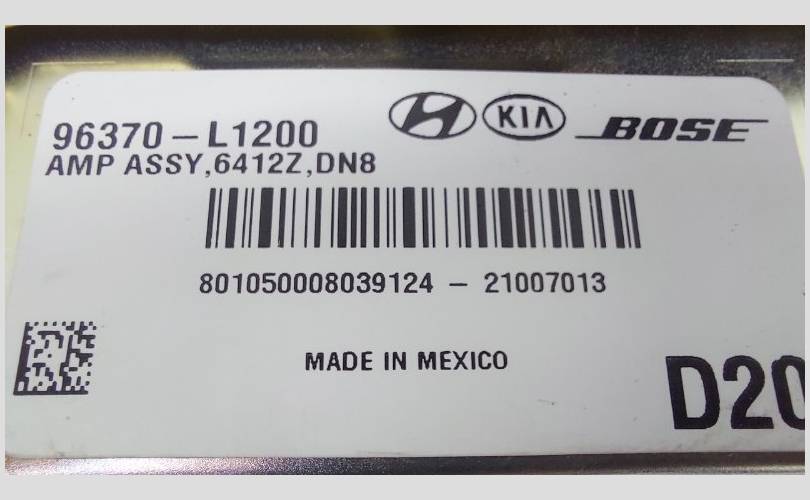 96370-L1200
KIA BOSE
AMP ASSY,6412Z,DN8
801050008039124 - 21007013
MADE IN MEXICO
D20